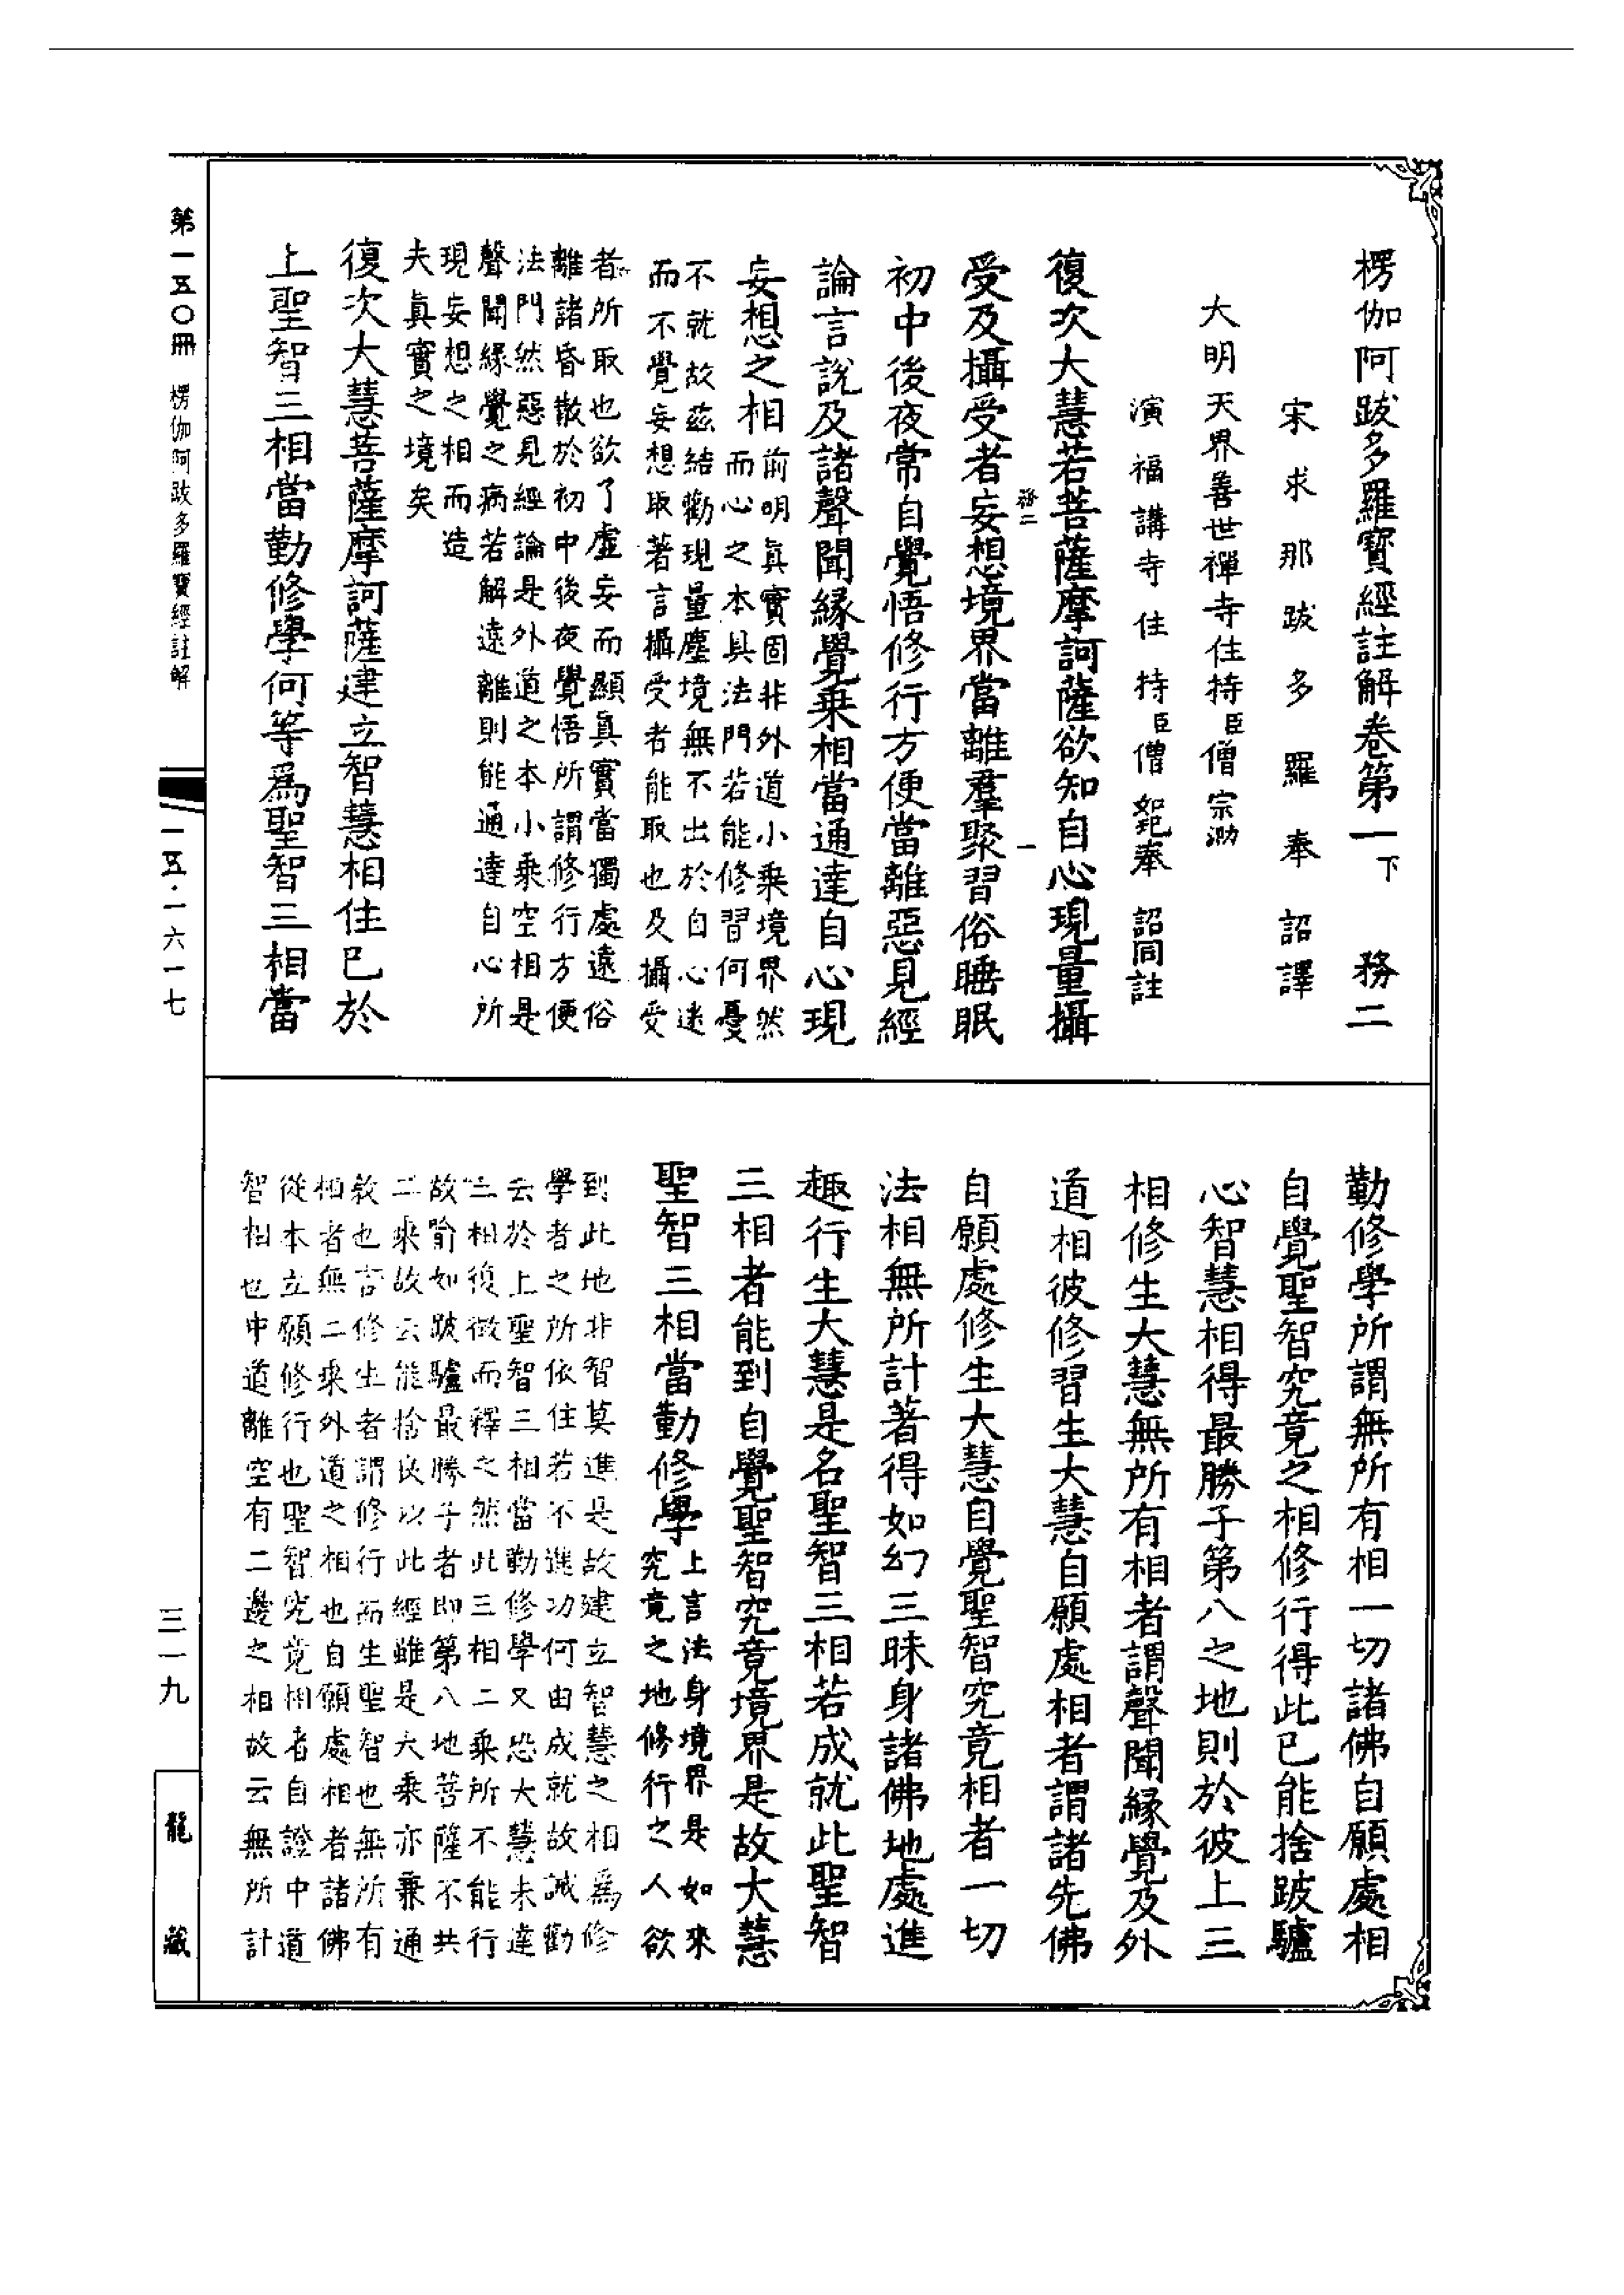 楞伽阿跋多羅寶經註解卷第一下　務二
宋求那跋多羅奉　詔譯
大明天界善世禪寺住持臣僧宗泐
演福講寺住持臣僧如玘奉　詔同註
復次大慧若菩薩摩訶薩欲知自心現量攝
務二　一
受及攝受者妄想境界當離羣聚習俗睡眠
初中後夜常自覺悟修行方便當離惡見經
論言說及諸聲聞緣覺乘相當通達自心現
妄想之相
前明真實固非外道小乘境界然
而心之本具法門若能修習何憂
不就故茲結勸現量塵境無不出於自心迷
而不覺妄想取著言攝受者能取也及攝受
者所取也欲了虛妄而顯真實當獨處遠俗
離諸昏散於初中後夜覺悟所謂修行方便
法門然惡見經論是外道之本小乘空相是
聲聞緣覺之病若解遠離則能通達自心所
現妄想之相而造
夫真實之境矣
復次大慧菩薩摩訶薩建立智慧相住已於
上聖智三相當勤修學何等為聖智三相當
勤修學所謂無所有相一切諸佛自願處相
自覺聖智究竟之相修行得此已能捨跛驢
心智慧相得最勝子第八之地則於彼上三
相修生大慧無所有相者謂聲聞緣覺及外
道相彼修習生大慧自願處相者謂諸先佛
自願處修生大慧自覺聖智究竟相者一切
法相無所計著得如幻三昧身諸佛地處進
趣行生大慧是名聖智三相若成就此聖智
三相者能到自覺聖智究竟境界是故大慧
聖智三相當勤修學
上言法身境界是如來
究竟之地修行之人欲
到此地非智莫進是故建立智慧之相為修
學者之所依住若不進功何由成就故誡勸
云於上聖智三相當勤修學又恐大慧未達
三相復徵而釋之然此三相二乘所不能行
故喻如跛驢最勝子者即第八地菩薩不共
二乘故云能捨良以此經雖是大乘亦兼通
教也言修生者謂修行而生聖智也無所有
相者無二乘外道之相也自願處相者諸佛
從本立願修行也聖智究竟相者自證中道
智相也中道離空有二邊之相故云無所計
第一五〇冊　楞伽阿跋多羅寶經註解
一五·一六一七
三一九
龍藏